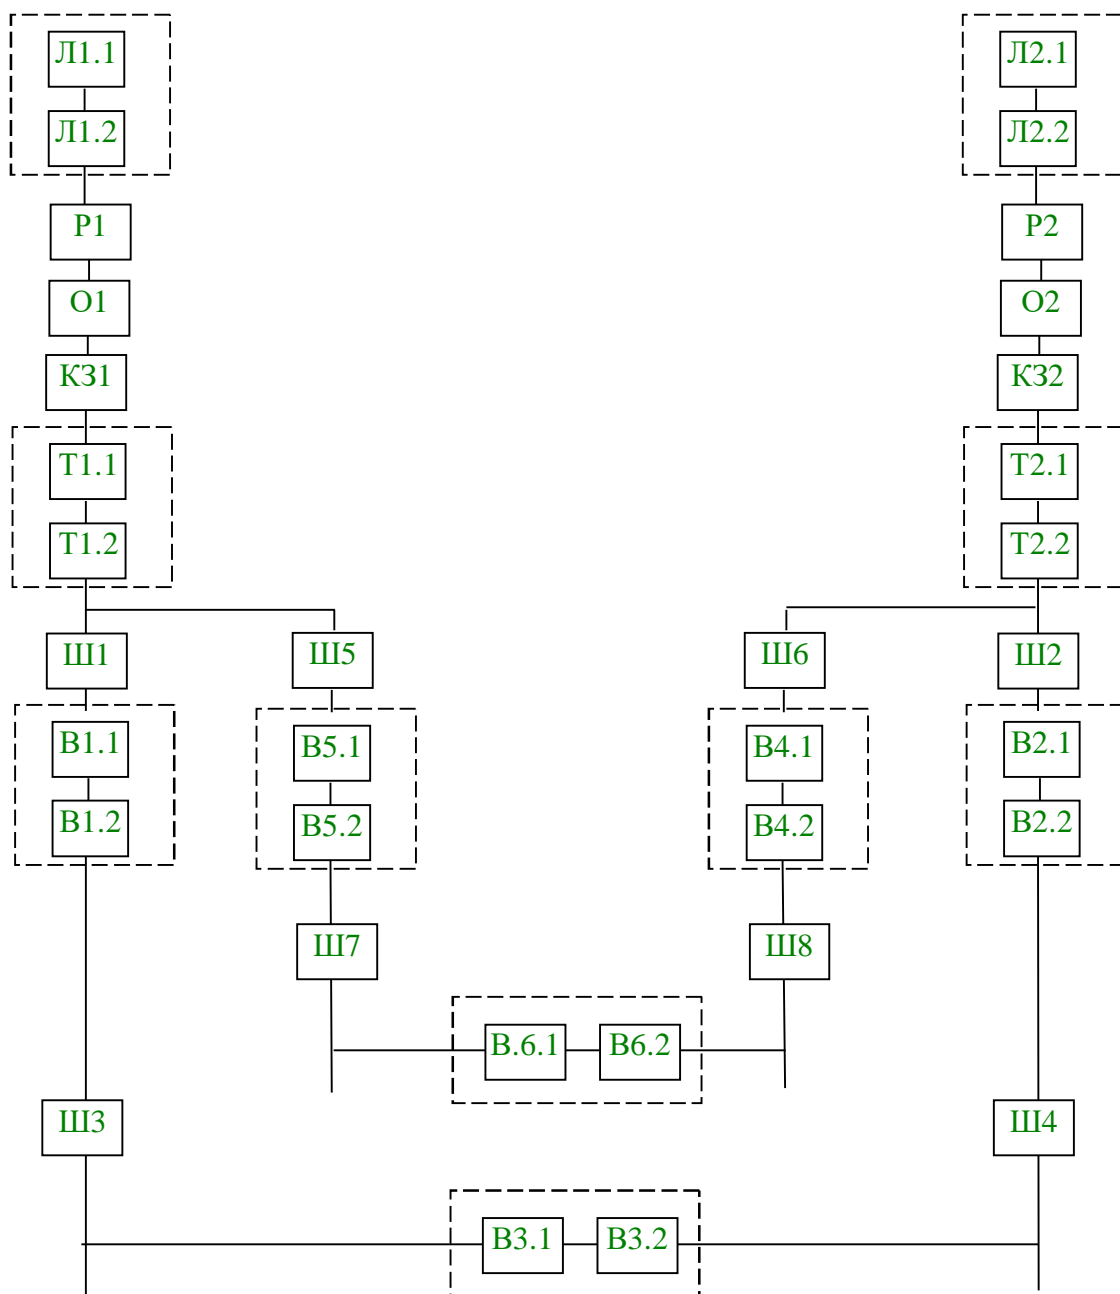 Л1.1
Л2.1
Л1.2
Л2.2
Р1
Р2
О1
О2
КЗ1
КЗ2
Т1.1
Т2.1
Т1.2
Т2.2
Ш1
Ш5
Ш6
Ш2
В1.1
В5.1
В4.1
В2.1
В1.2
В5.2
В4.2
В2.2
Ш7
Ш8
В.6.1
В6.2
Ш3
Ш4
В3.1
В3.2